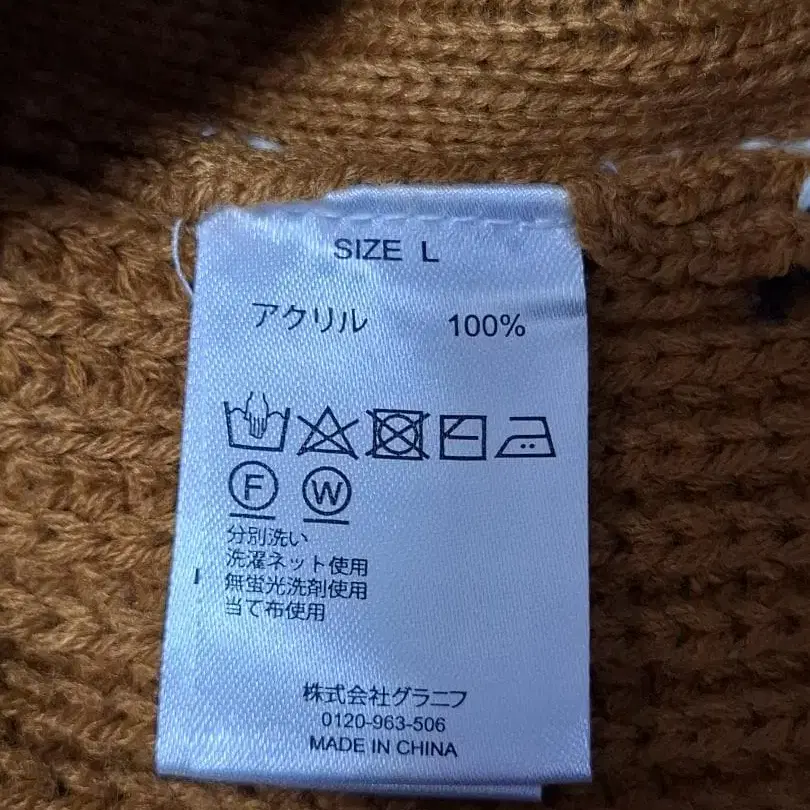 SIZE L
アクリル 100%
F W
分別洗い
洗濯ネット使用
無蛍光洗剤使用
当て布使用
株式会社グラニフ
0120-963-506
MADE IN CHINA